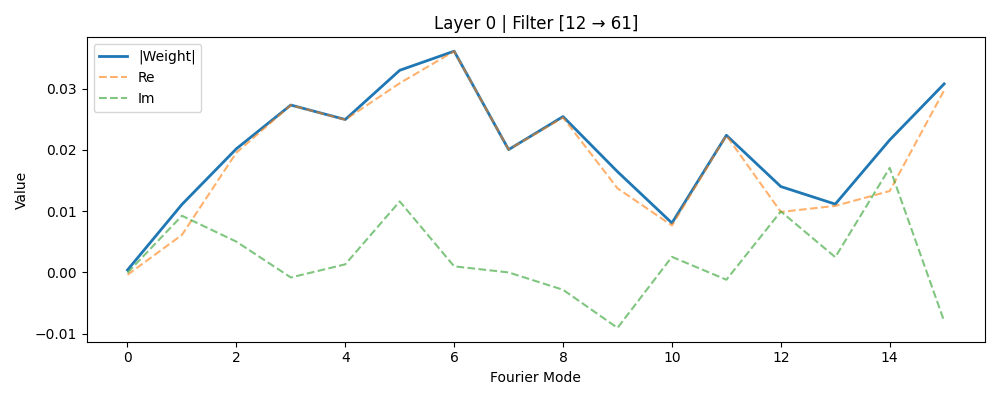 Layer 0 | Filter [12 → 61]
|Weight|
Re
Im
Value
0.03
0.02
0.01
0.00
−0.01
0 2 4 6 8 10 12 14
Fourier Mode